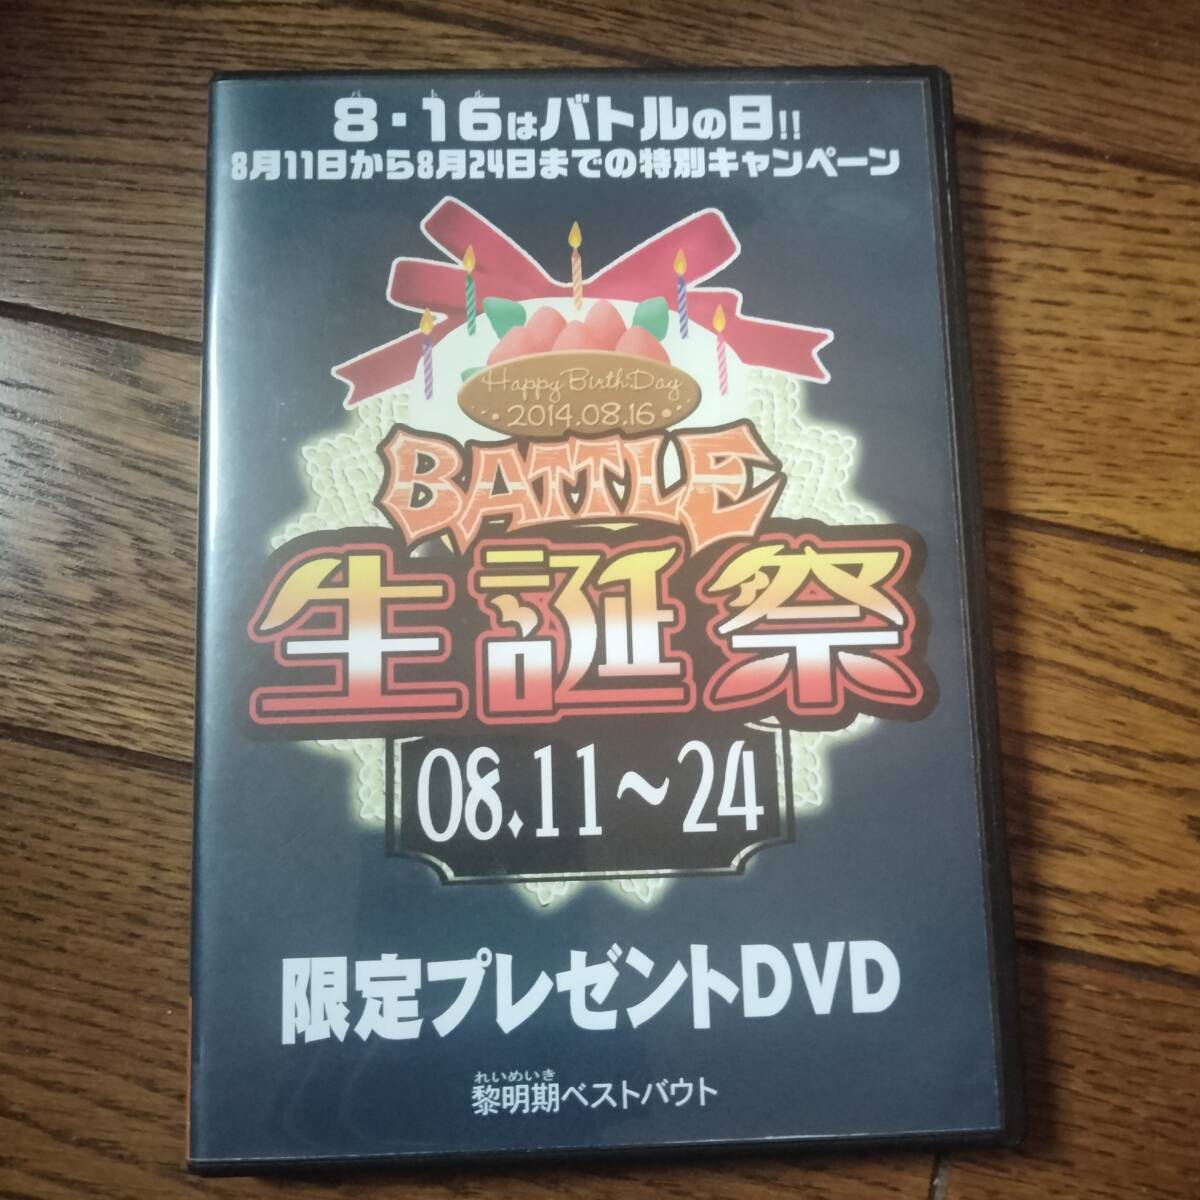 バ トル
8・16はバトルの日!!
8月11日から8月24日までの特別キャンペーン
Happy BirthDay
2014.08.16
BATTLE
生誕祭
08.11～24
限定プレゼントDVD
れいめいき
黎明期ベストバウト